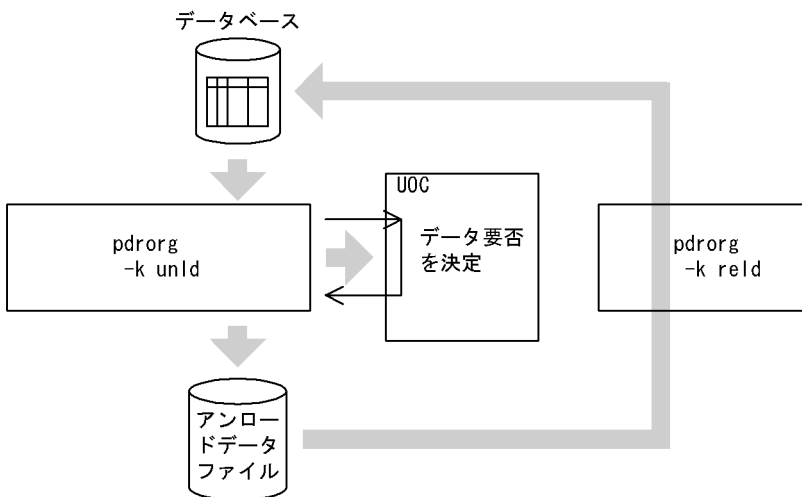 データベース
UOC
データ要否
を決定
pdrorg
-k unld
pdrorg
-k reld
アンロー
ドデータ
ファイル